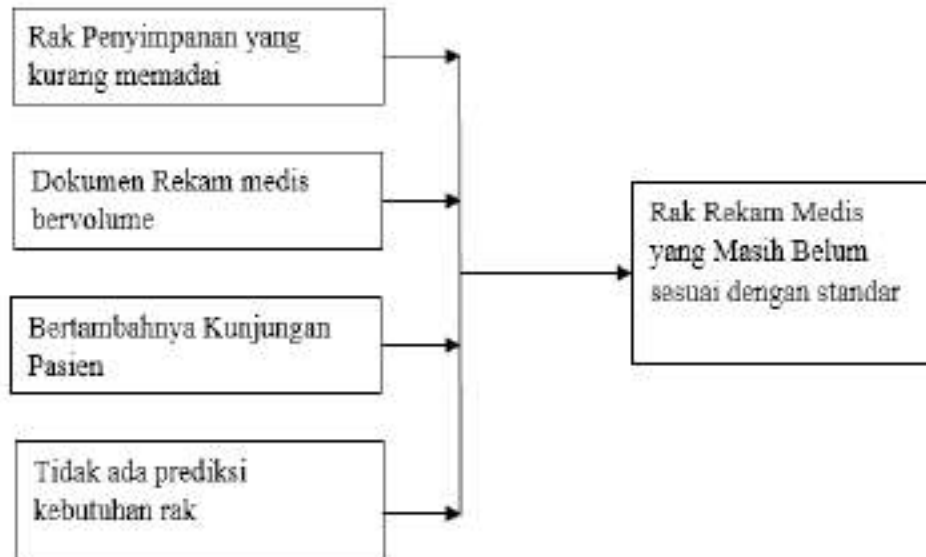 Rak Penyimpanan yang
kurang memadai
Dokumen Rekam medis
bervolume
Bertambahnya Kunjungan
Pasien
Tidak ada prediksi
kebutuhan rak
Rak Rekam Medis
yang Masih Belum
sesuai dengan standar